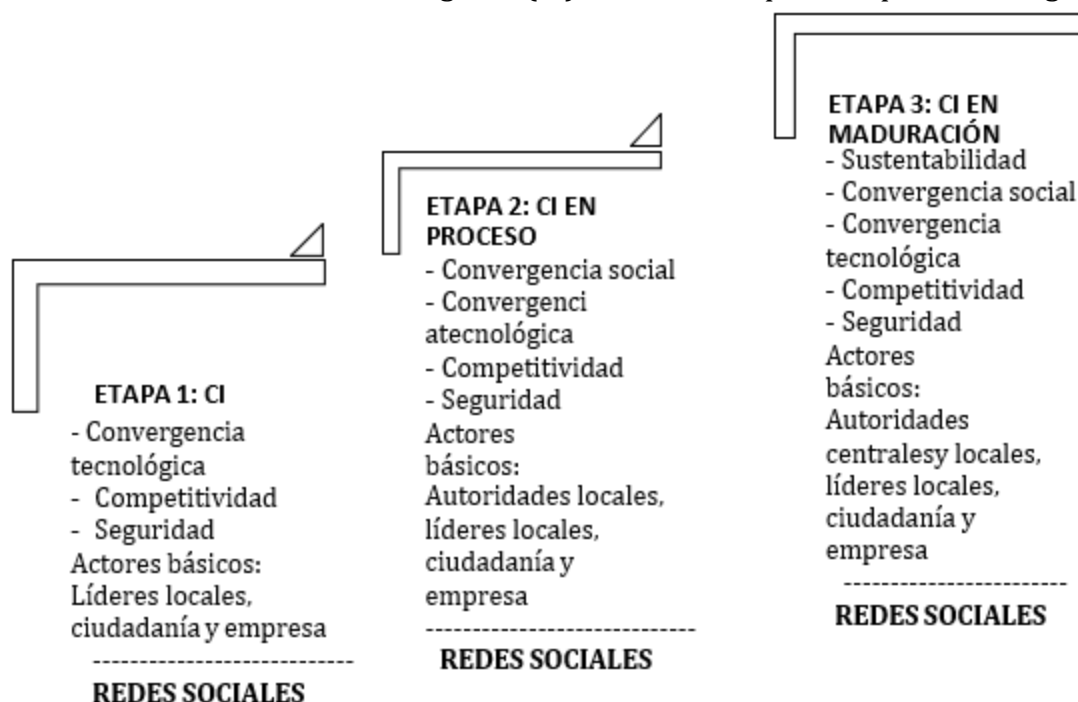 ETAPA 1: CI
- Convergencia
tecnológica
- Competitividad
- Seguridad
Actores básicos:
Líderes locales,
ciudadanía y empresa
----------------------------
REDES SOCIALES
ETAPA 2: CI EN
PROCESO
- Convergencia social
- Convergenci
atecnológica
- Competitividad
- Seguridad
Actores
básicos:
Autoridades locales,
líderes locales,
ciudadanía y
empresa
-----------------------------
REDES SOCIALES
ETAPA 3: CI EN
MADURACIÓN
- Sustentabilidad
- Convergencia social
- Convergencia
tecnológica
- Competitividad
- Seguridad
Actores
básicos:
Autoridades
centralesy locales,
líderes locales,
ciudadanía y
empresa
------------------------
REDES SOCIALES